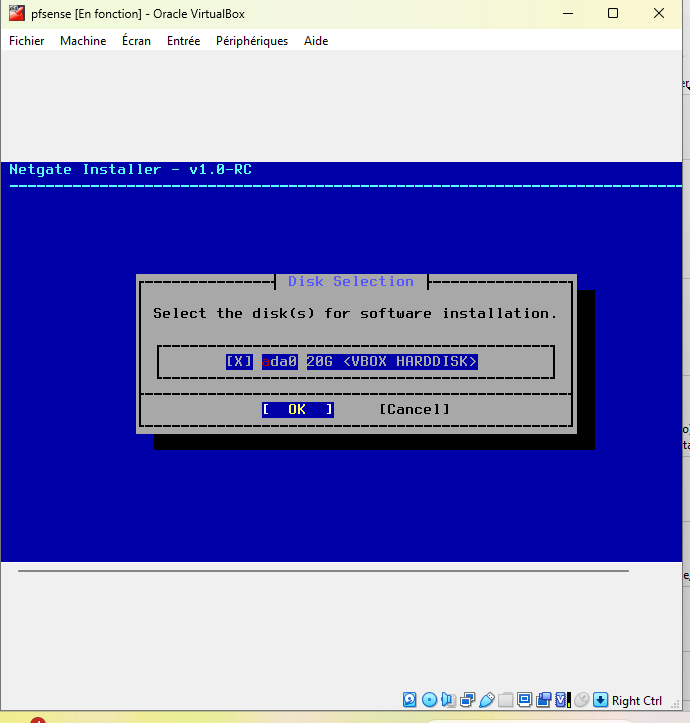 pfsense [En fonction] - Oracle VirtualBox
Fichier Machine Écran Entrée Périphériques Aide
Netgate Installer - v1.0-RC
Disk Selection
Select the disk(s) for software installation.
[X] ada0 20G <VBOX HARDDISK>
[ OK ] [Cancel]
Right Ctrl